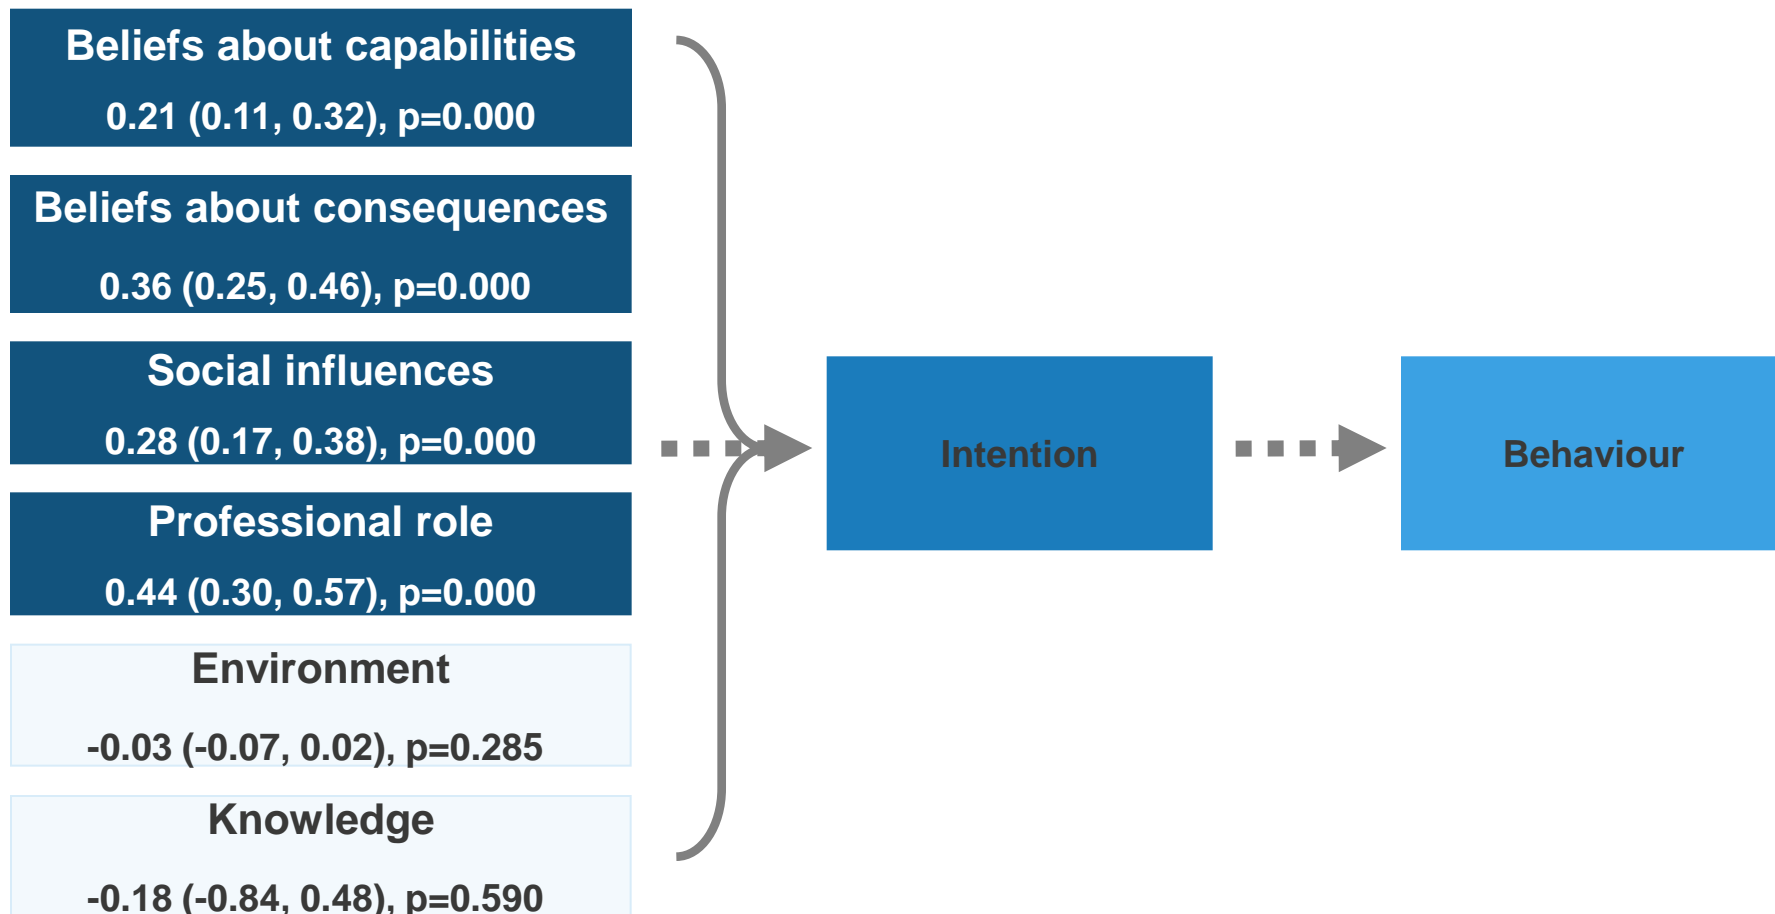 Beliefs about capabilities
0.21 (0.11, 0.32), p=0.000
Beliefs about consequences
0.36 (0.25, 0.46), p=0.000
Social influences
0.28 (0.17, 0.38), p=0.000
Professional role
0.44 (0.30, 0.57), p=0.000
Environment
-0.03 (-0.07, 0.02), p=0.285
Knowledge
-0.18 (-0.84, 0.48), p=0.590
Intention
Behaviour